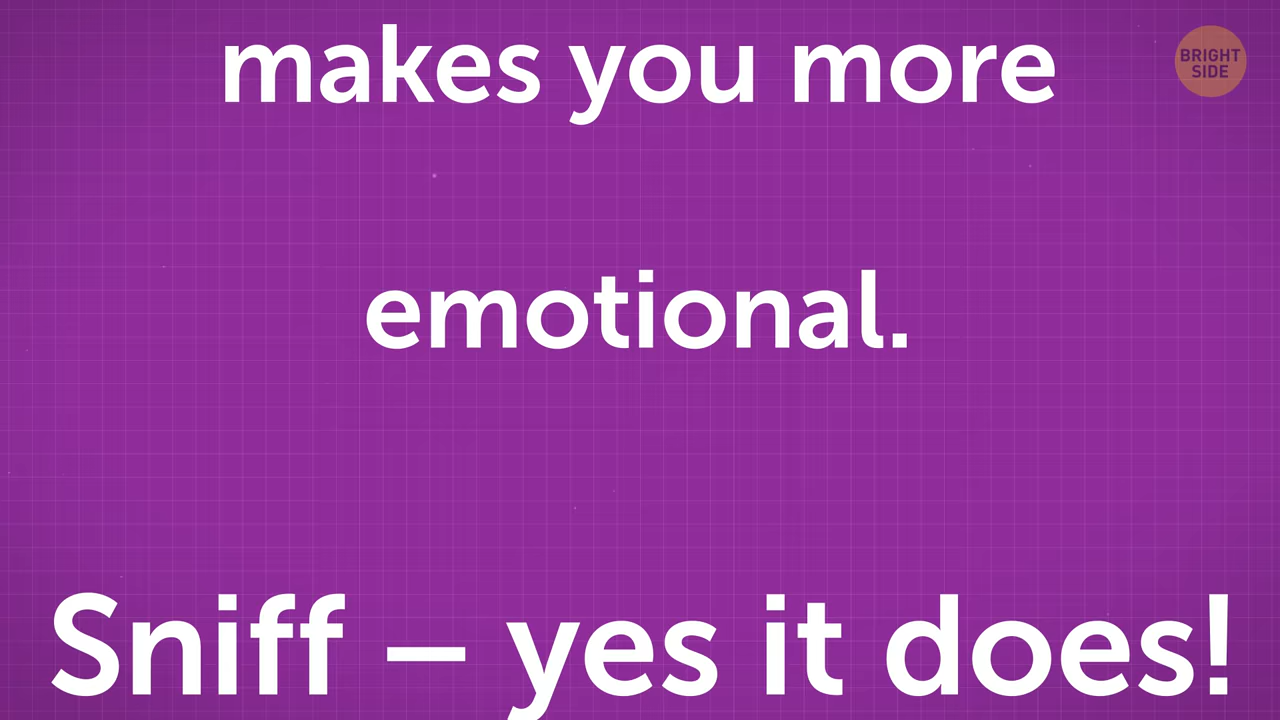 makes you more
BRIGHT
SIDE
emotional.
Sniff – yes it does!